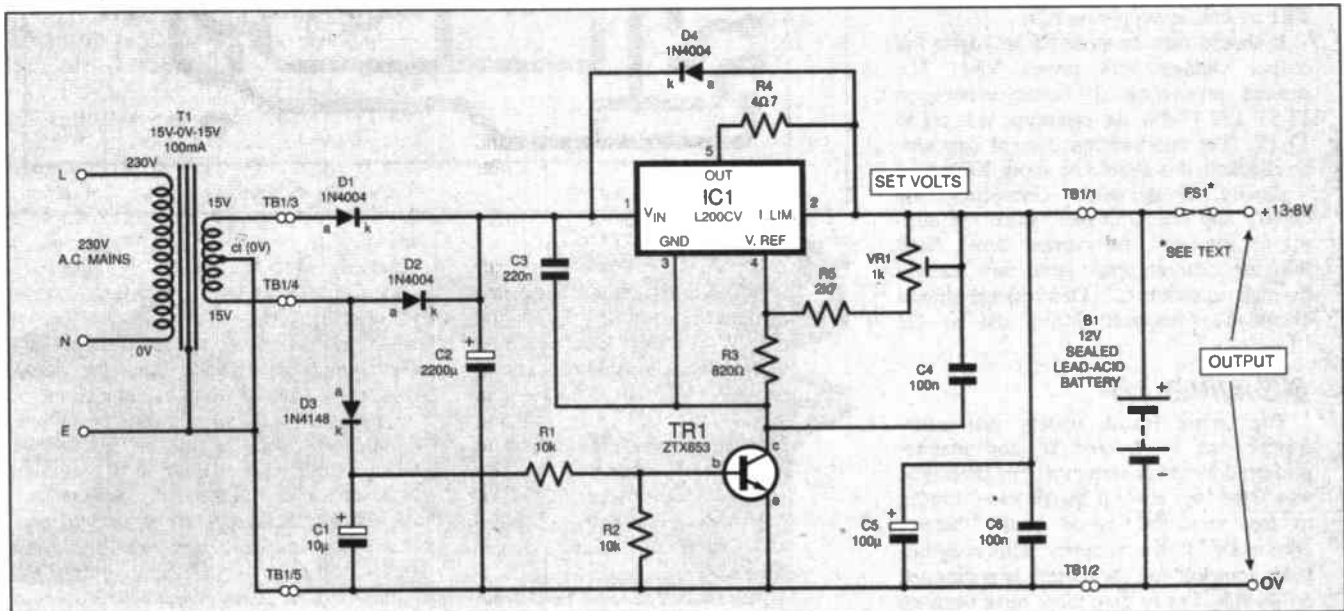 T1
15V-0V-15V
100mA
230V
L
230V
A.C. MAINS
N
0V
E
15V
ct (0V)
15V
TB1/3
TB1/4
TB1/5
D1
1N4004
a k
D2
1N4004
a k
D3
1N4148
a
k
C1
10μ
+
C2
2200μ
+
C3
220n
R1
10k
R2
10k
D4
1N4004
k a
R4
4Ω7
5
OUT
IC1
1 VIN L200CV I LIM. 2
GND V. REF
3 4
R3
820Ω
TR1
ZTX653
b
c
e
R5
2k7
SET VOLTS
VR1
1k
C4
100n
C5
100μ
+
C6
100n
TB1/1
TB1/2
FS1*
*SEE TEXT
+13·8V
B1
12V
SEALED
LEAD-ACID
BATTERY
+
-
OUTPUT
0V